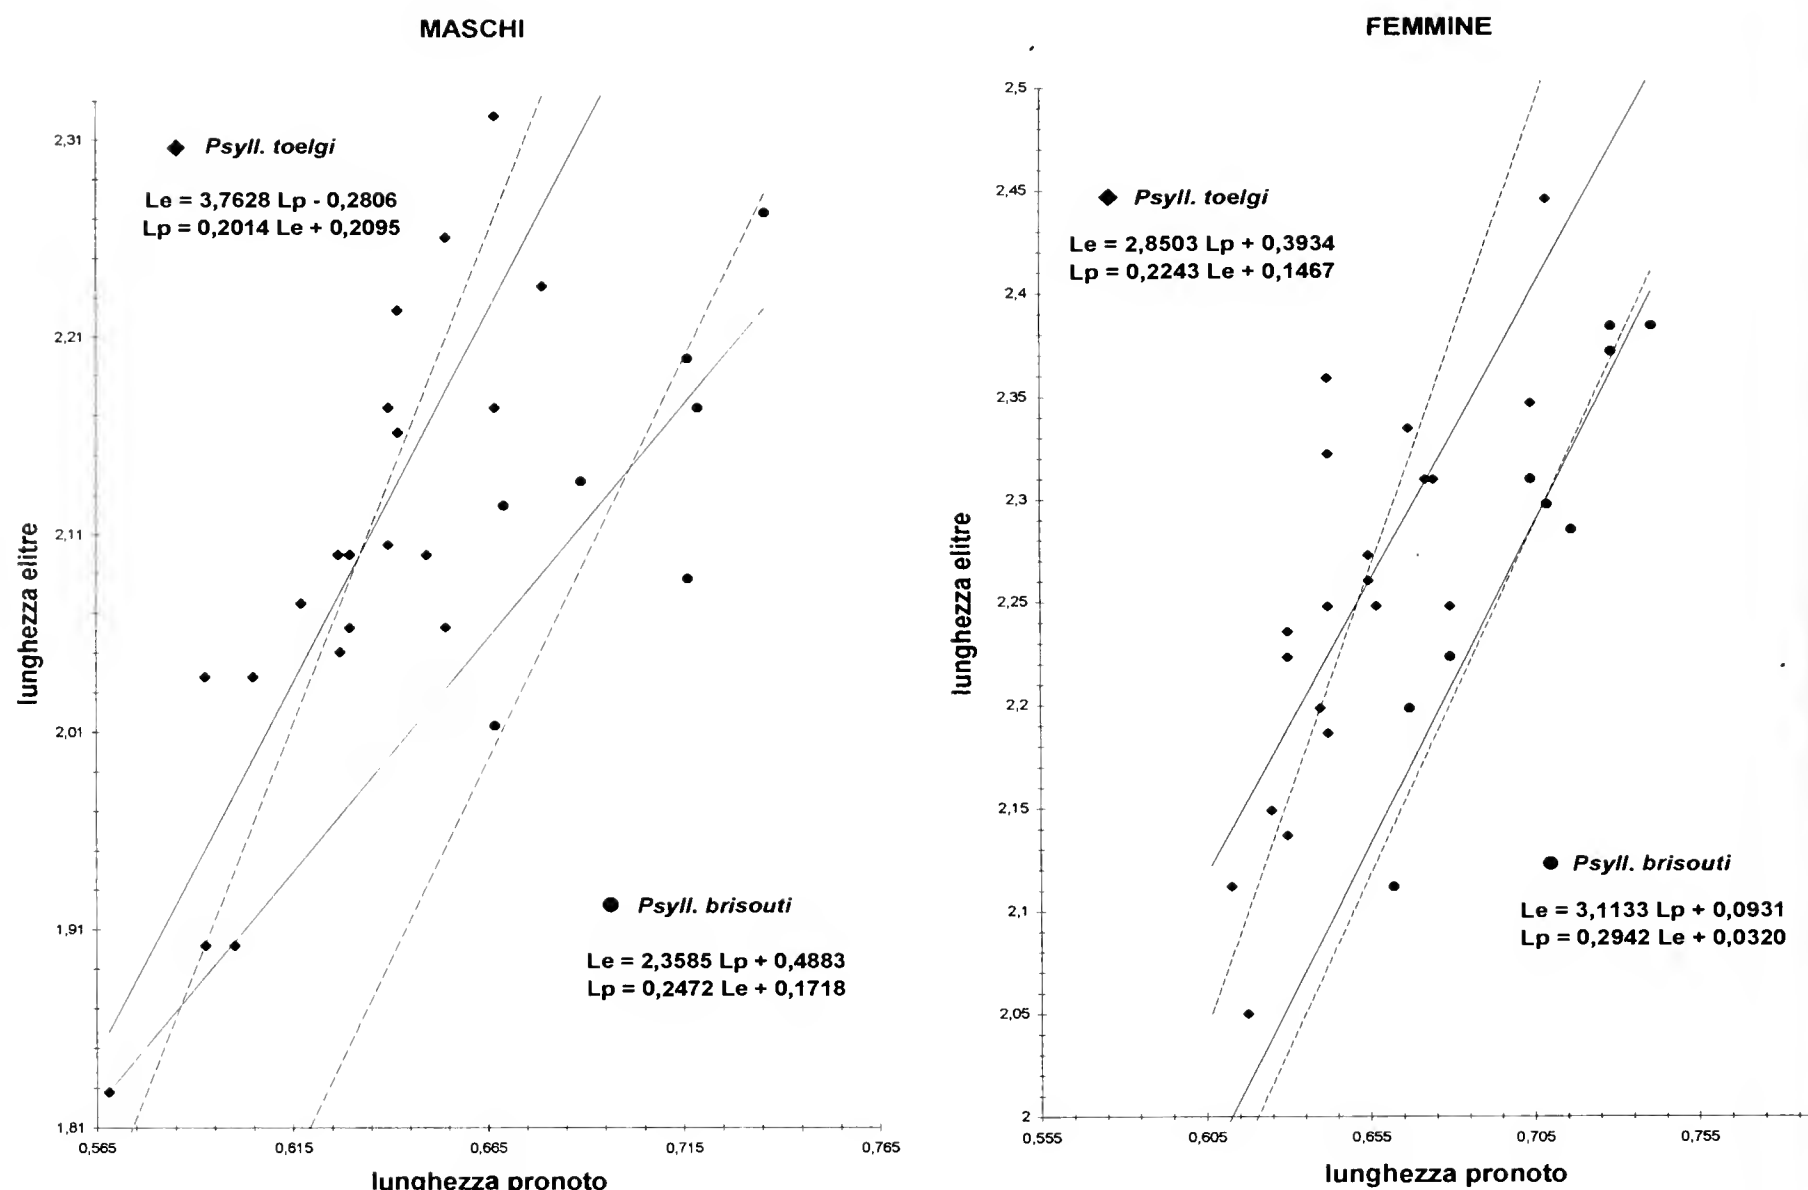 MASCHI
2,31
2,21
2,11
2,01
1,91
1,81
lunghezza elitre
Psyll. toelgi
Le = 3,7628 Lp - 0,2806
Lp = 0,2014 Le + 0,2095
Psyll. brisouti
Le = 2,3585 Lp + 0,4883
Lp = 0,2472 Le + 0,1718
0,565 0,615 0,665 0,715 0,765
lunghezza pronoto
FEMMINE
2,5
2,45
2,4
2,35
2,3
2,25
2,2
2,15
2,1
2,05
2
lunghezza elitre
Psyll. toelgi
Le = 2,8503 Lp + 0,3934
Lp = 0,2243 Le + 0,1467
Psyll. brisouti
Le = 3,1133 Lp + 0,0931
Lp = 0,2942 Le + 0,0320
0,555 0,605 0,655 0,705 0,755
lunghezza pronoto